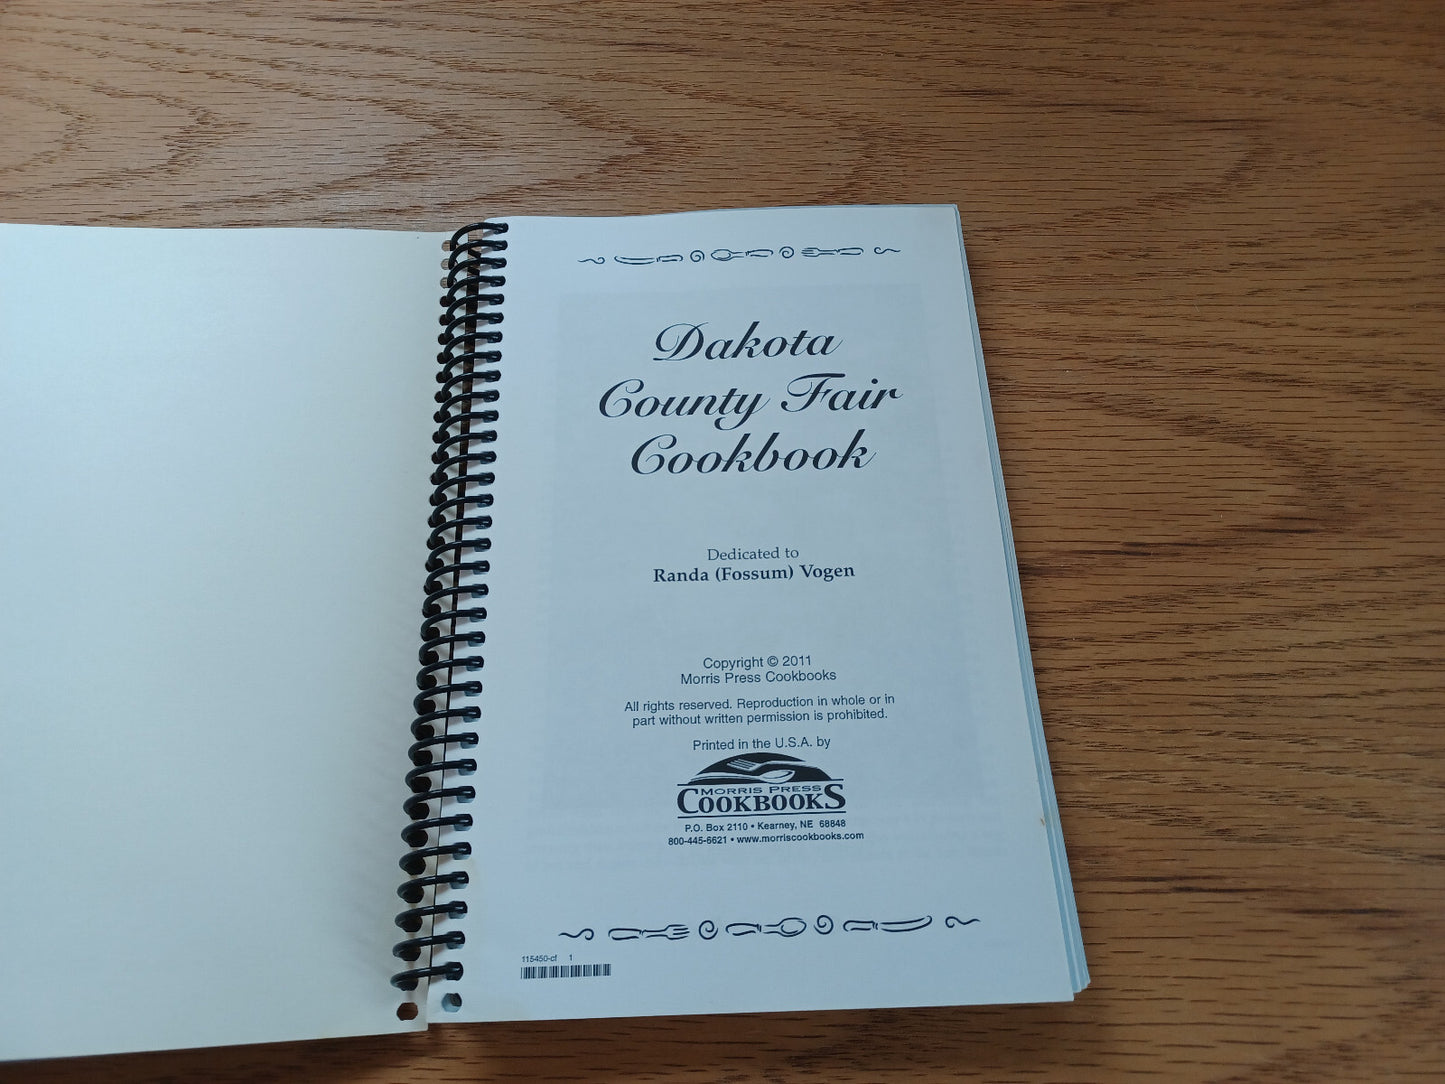 Dakota
County Fair
Cookbook
Dedicated to
Randa (Fossum) Vogen
Copyright © 2011
Morris Press Cookbooks
All rights reserved. Reproduction in whole or in
part without written permission is prohibited.
Printed in the U.S.A. by
MORRIS PRESS
COOKBOOKS
P.O. Box 2110 • Kearney, NE 68848
800-445-6621 • www.morriscookbooks.com
115450-cf 1